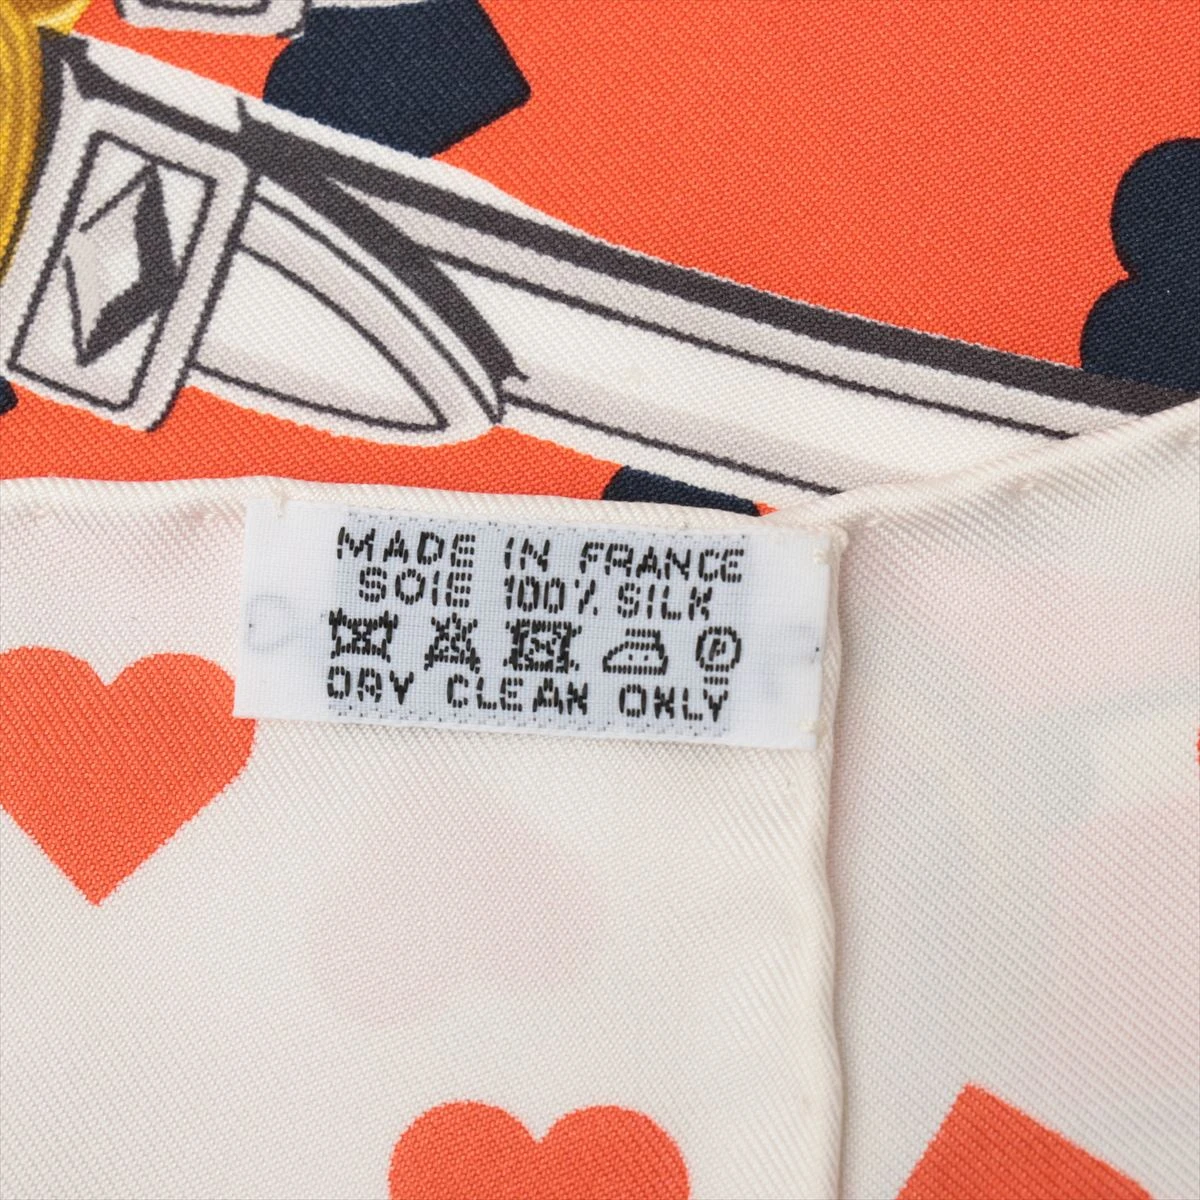 MADE IN FRANCE
SOIE 100% SILK
P
DRY CLEAN ONLY